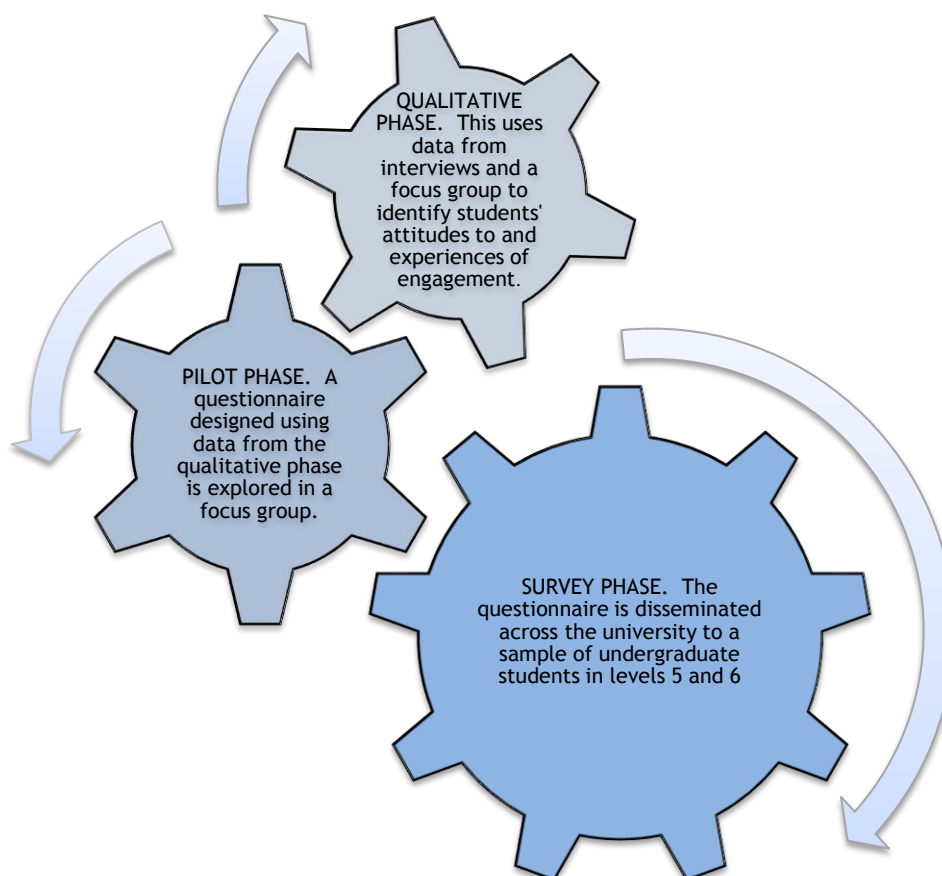 QUALITATIVE
PHASE.  This uses
data from
interviews and a
focus group to
identify students'
attitudes to and
experiences of
engagement.
PILOT PHASE.  A
questionnaire
designed using
data from the
qualitative phase
is explored in a
focus group.
SURVEY PHASE.  The
questionnaire is disseminated
across the university to a
sample of undergraduate
students in levels 5 and 6